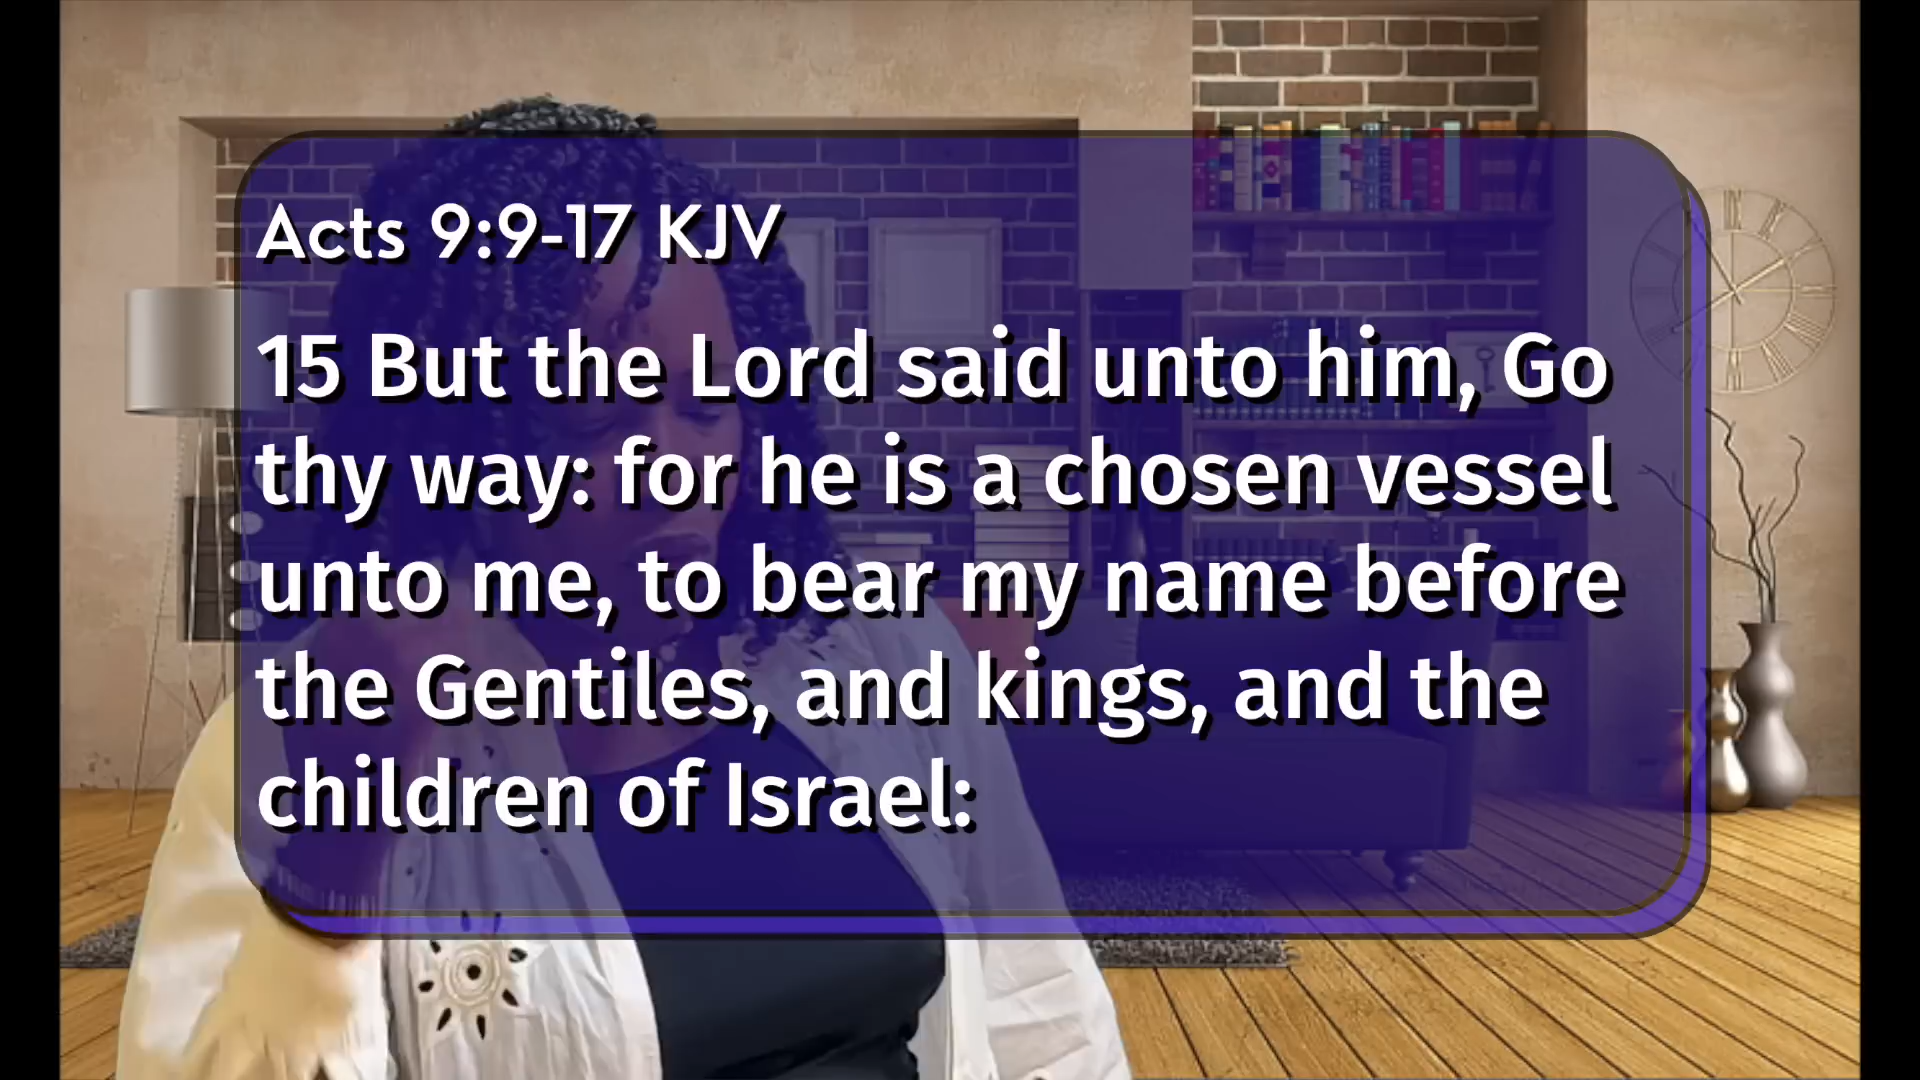 Acts 9:9-17 KJV
15 But the Lord said unto him, Go
thy way: for he is a chosen vessel
unto me, to bear my name before
the Gentiles, and kings, and the
children of Israel: